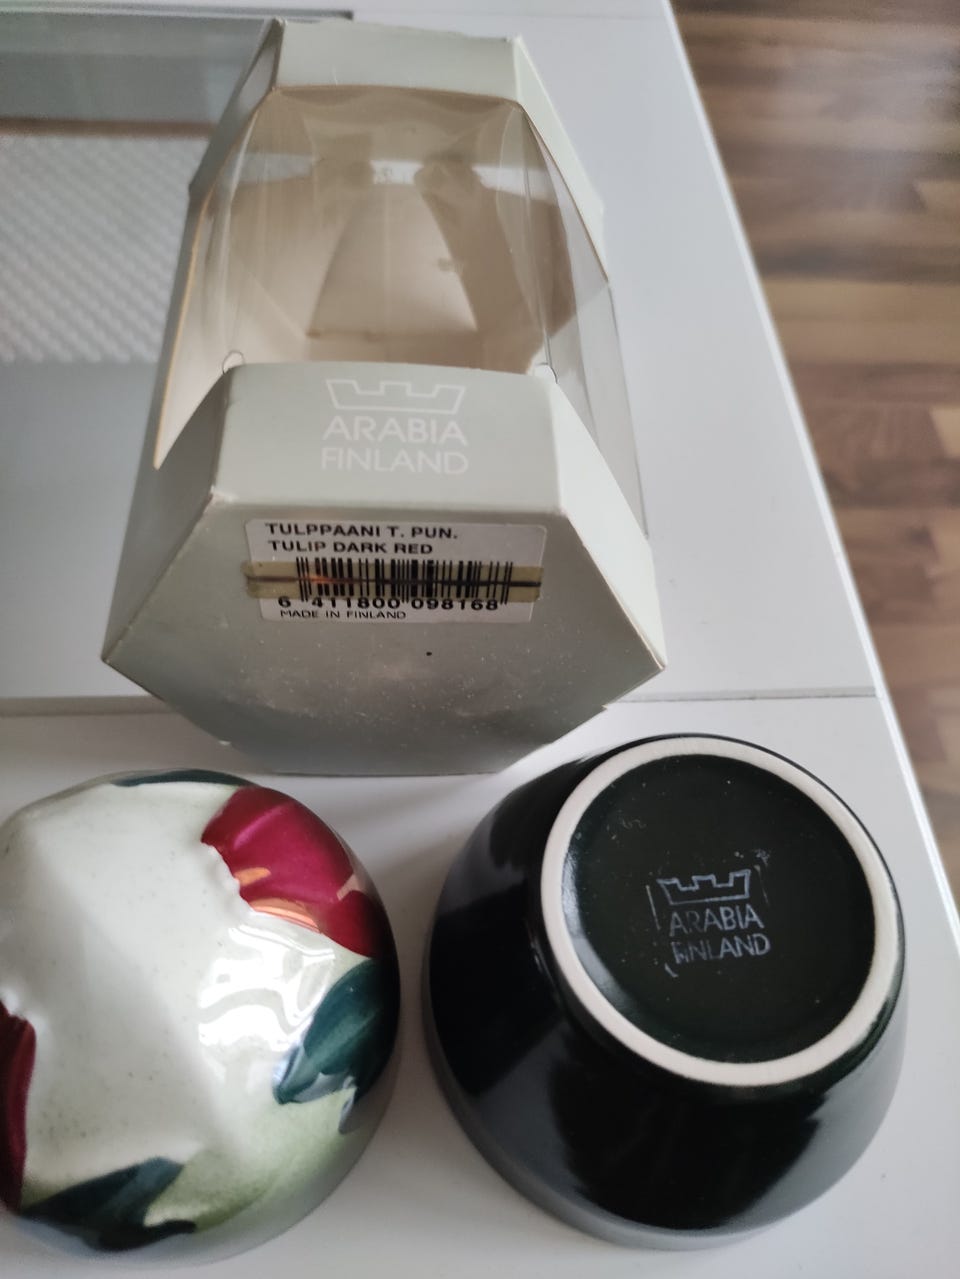 ARABIA
FINLAND
TULPPAANI T. PUN.
TULIP DARK RED
6 411800 098168
MADE IN FINLAND
ARABIA
FINLAND